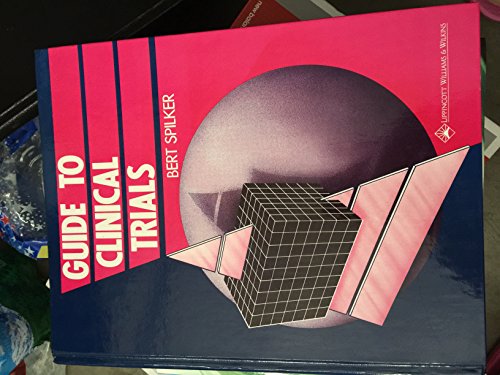 GUIDE TO
CLINICAL
TRIALS
BERT SPILKER
LIPPINCOTT WILLIAMS & WILKINS